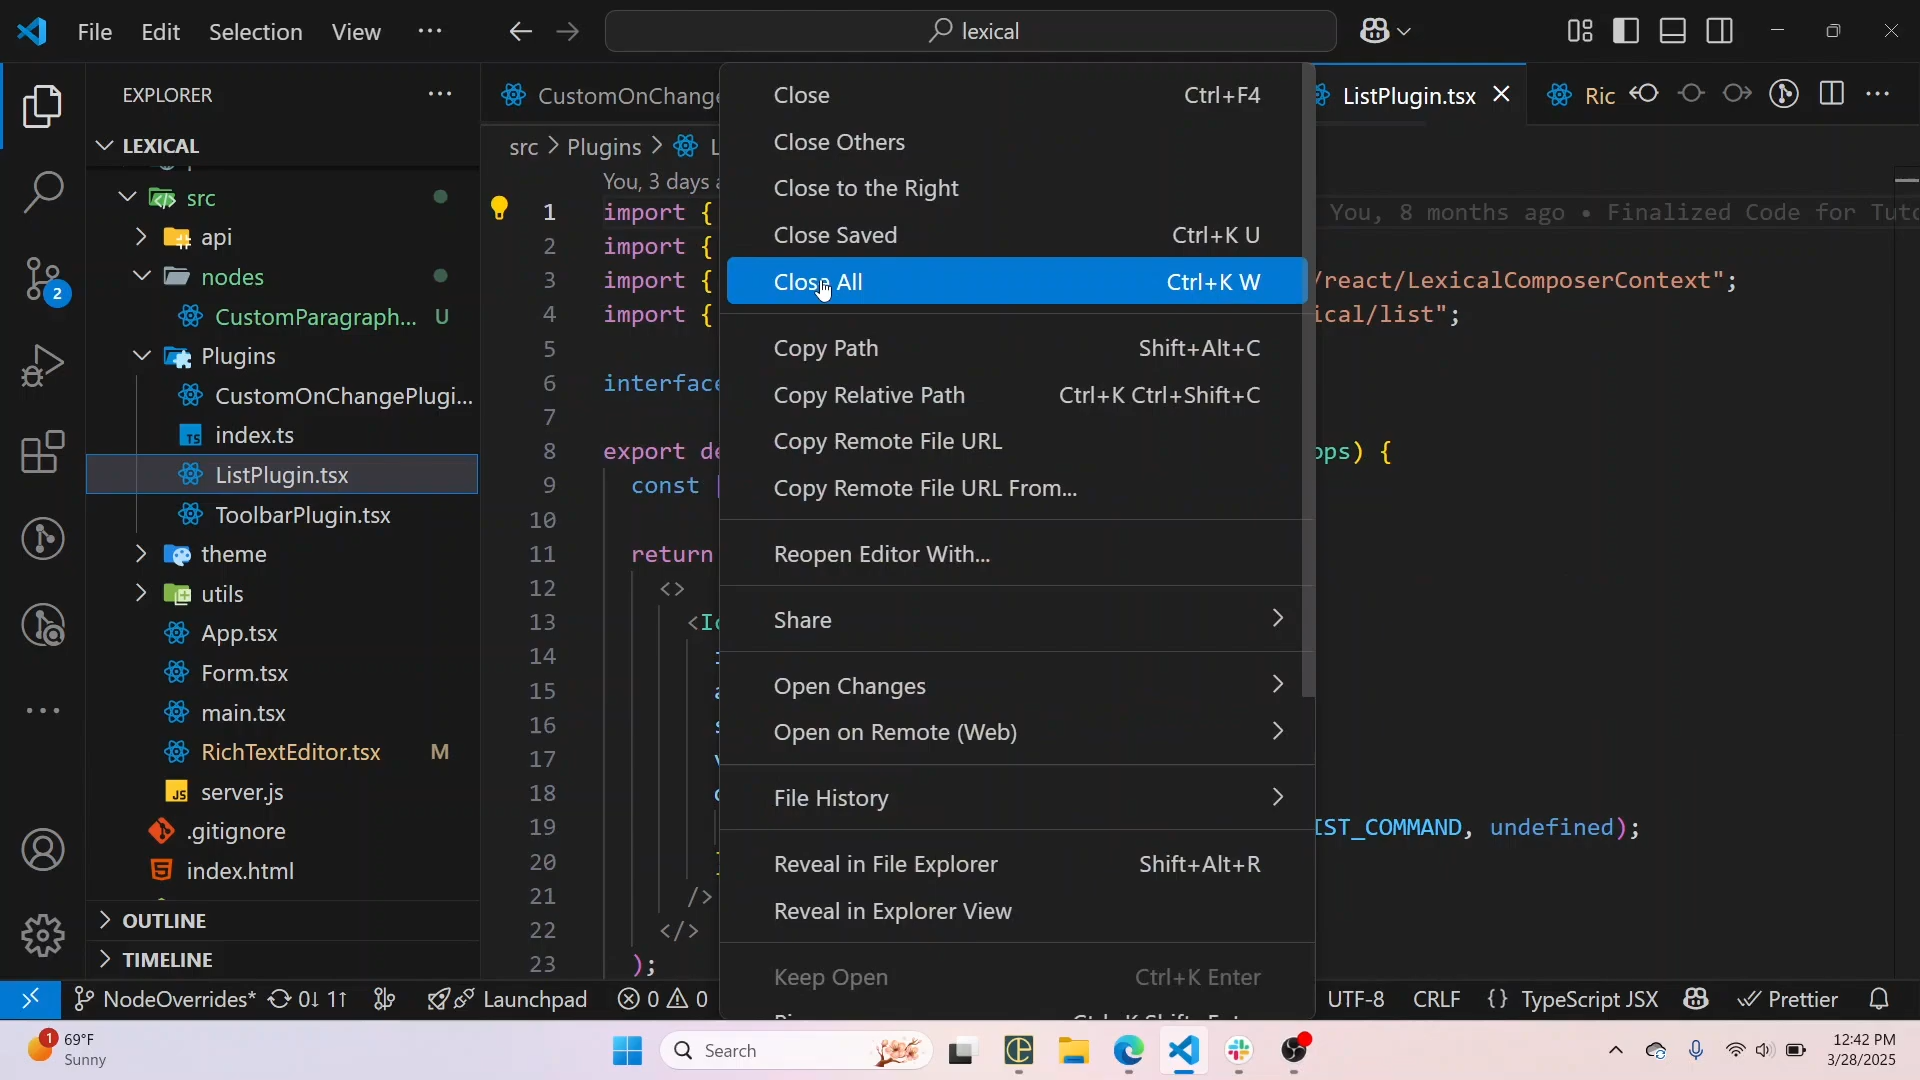 File Edit Selection View ...
lexical
EXPLORER ...
LEXICAL
src
api
nodes
CustomParagraph... U
Plugins
CustomOnChangePlugi...
index.ts
ListPlugin.tsx
ToolbarPlugin.tsx
theme
utils
App.tsx
Form.tsx
main.tsx
RichTextEditor.tsx M
server.js
.gitignore
index.html
OUTLINE
TIMELINE
2
CustomOnChange
ListPlugin.tsx
Ric
src > Plugins >
You, 3 days
1 import { You, 8 months ago • Finalized Code for Tuto
2 import {
3 import { /react/LexicalComposerContext";
4 import { ical/list";
5
6 interface
7
8 export de ops) {
9 const [
10
11 return
12 <>
13 <Ic
14
15
16
17
18
19 IST_COMMAND, undefined);
20
21 />
22 </>
23 );
Close Ctrl+F4
Close Others
Close to the Right
Close Saved Ctrl+K U
Close All Ctrl+K W
Copy Path Shift+Alt+C
Copy Relative Path Ctrl+K Ctrl+Shift+C
Copy Remote File URL
Copy Remote File URL From...
Reopen Editor With...
Share
Open Changes
Open on Remote (Web)
File History
Reveal in File Explorer Shift+Alt+R
Reveal in Explorer View
Keep Open Ctrl+K Enter
NodeOverrides* 0↓ 1↑ Launchpad 0 0 UTF-8 CRLF {} TypeScript JSX Prettier
1
69°F
Sunny
Search
12:42 PM
3/28/2025